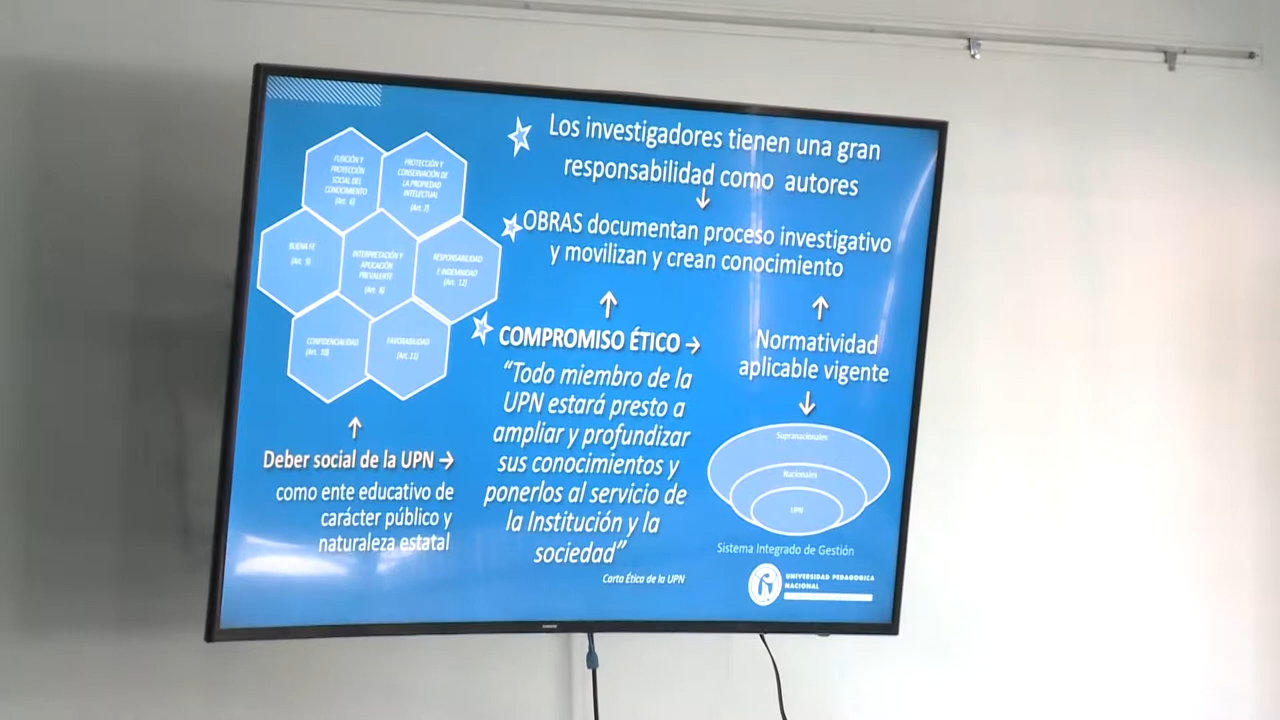 Los investigadores tienen una gran
responsabilidad como autores
OBRAS documentan proceso investigativo
y movilizan y crean conocimiento
FUNCIÓN Y
PROYECCIÓN
SOCIAL DEL
CONOCIMIENTO
(Art. 6)
PROTECCIÓN Y
CONSERVACIÓN DE
LA PROPIEDAD
INTELECTUAL
(Art. 7)
BUENA FE
(Art. 9)
INTERPRETACIÓN Y
APLICACIÓN
PREVALENTE
(Art. 8)
RESPONSABILIDAD
E INDEMNIDAD
(Art. 12)
CONFIDENCIALIDAD
(Art. 10)
FAVORABILIDAD
(Art. 11)
Deber social de la UPN →
como ente educativo de
carácter público y
naturaleza estatal
COMPROMISO ÉTICO →
“Todo miembro de la
UPN estará presto a
ampliar y profundizar
sus conocimientos y
ponerlos al servicio de
la Institución y la
sociedad”
Carta Ética de la UPN
Normatividad
aplicable vigente
Supranacionales
Nacionales
UPN
Sistema Integrado de Gestión
UNIVERSIDAD PEDAGOGICA
NACIONAL
SAMSUNG